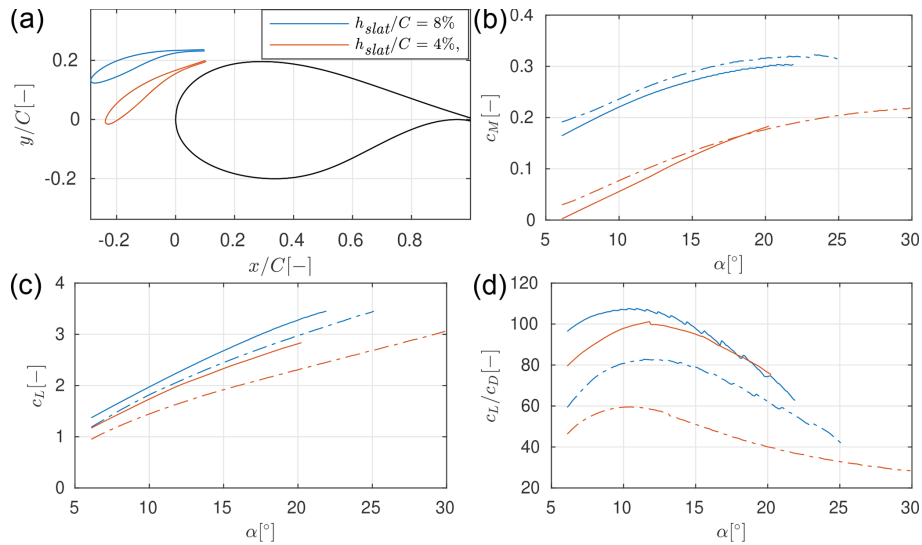 (a)
h_slat/C = 8%
h_slat/C = 4%,
0.2
0
-0.2
y/C[−]
-0.2 0 0.2 0.4 0.6 0.8
x/C[−]
(b)
0.4
0.3
0.2
0.1
0
c_M[−]
5 10 15 20 25 30
α[°]
(c)
4
3
2
1
0
c_L[−]
5 10 15 20 25 30
α[°]
(d)
120
100
80
60
40
20
c_L/c_D[−]
5 10 15 20 25 30
α[°]